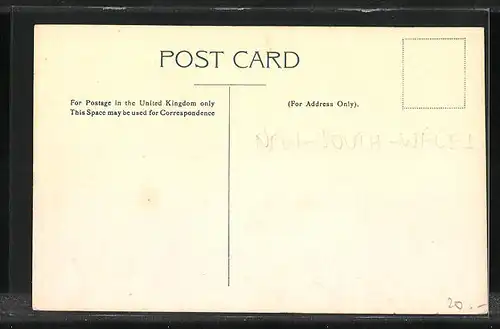 POST CARD
For Postage in the United Kingdom only
This Space may be used for Correspondence
(For Address Only).
20.-